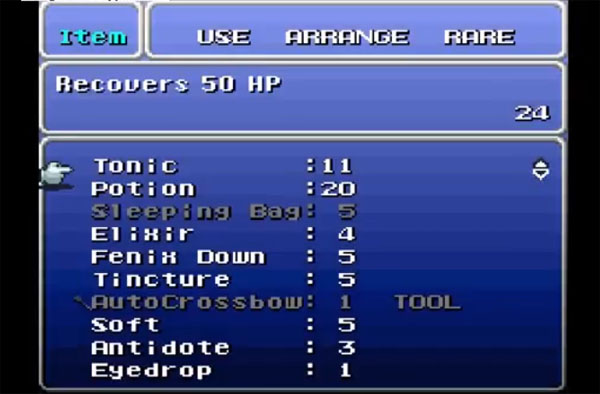 Item USE ARRANGE RARE
Recovers 50 HP
24
Tonic :11
Potion :20
Sleeping Bag: 5
Elixir : 4
Fenix Down : 5
Tincture : 5
AutoCrossbow: 1 TOOL
Soft : 5
Antidote : 3
Eyedrop : 1